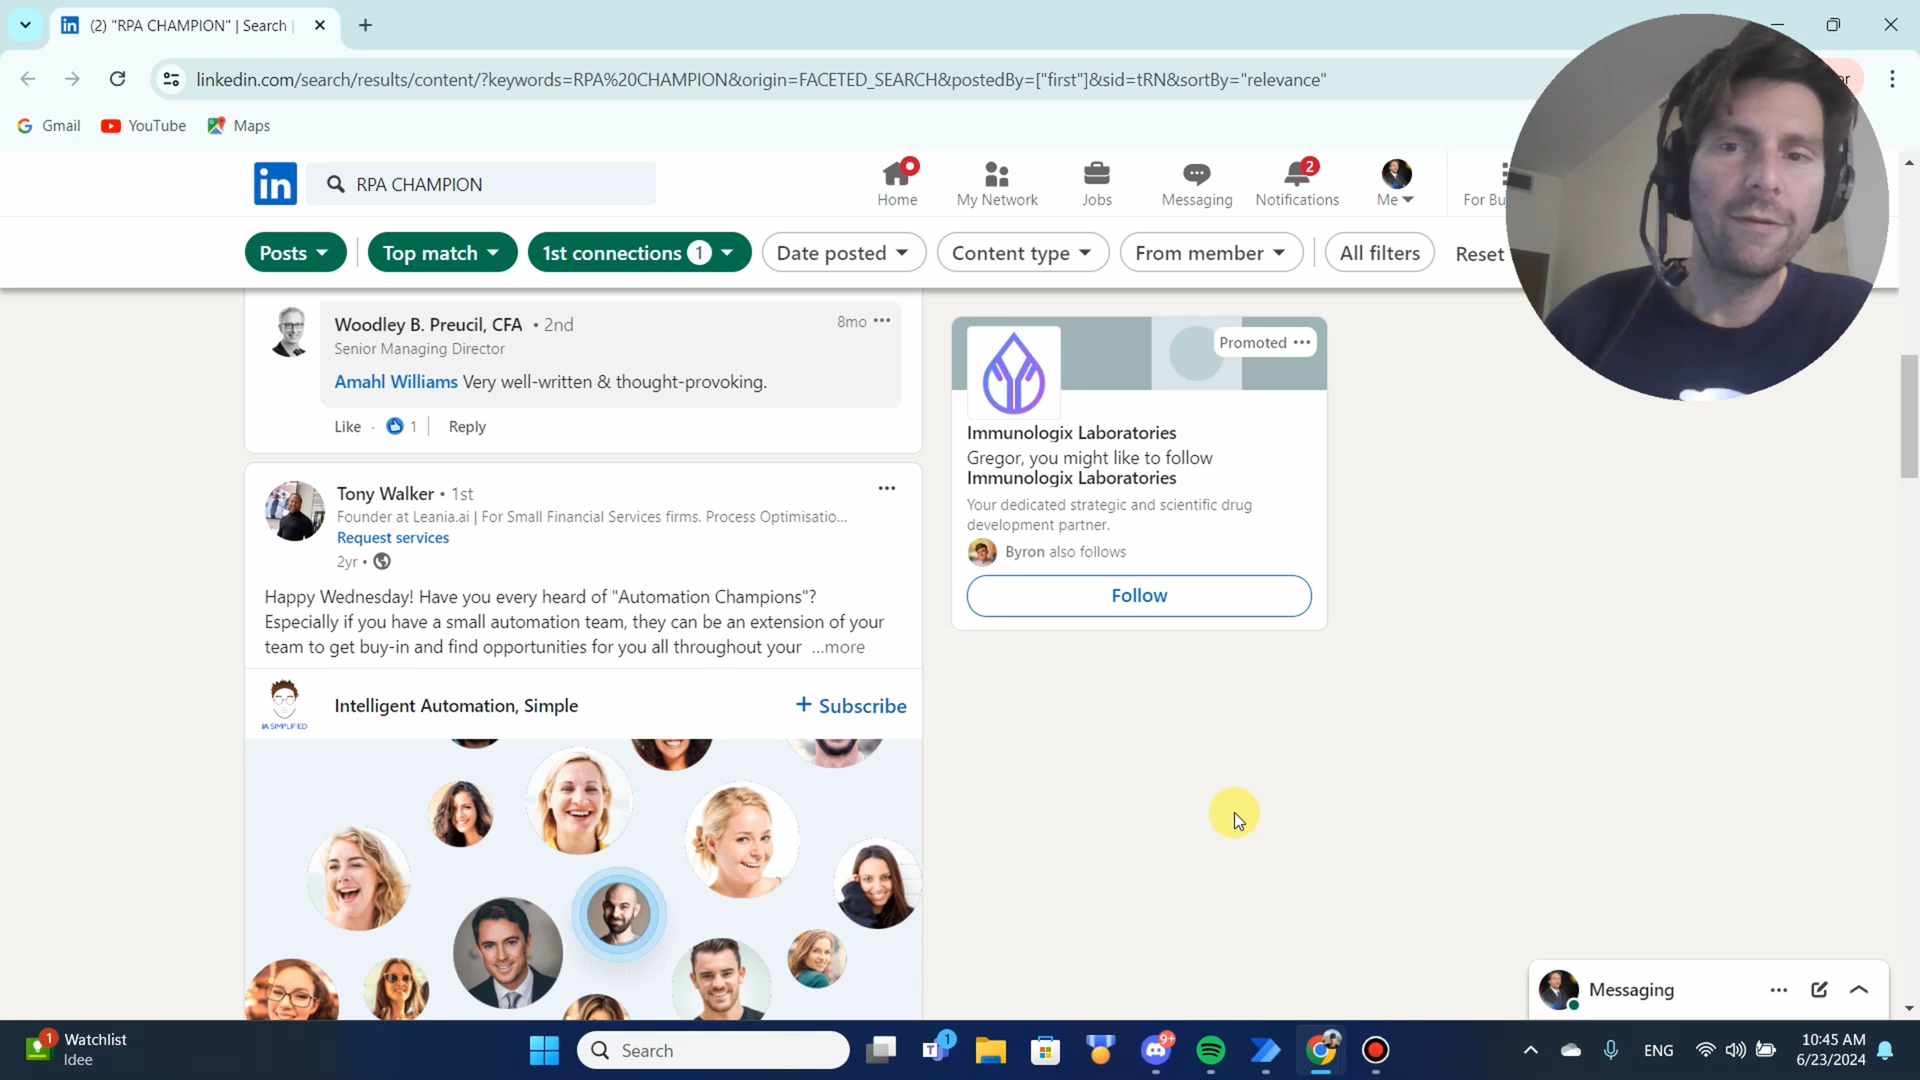 (2) "RPA CHAMPION" | Search
linkedin.com/search/results/content/?keywords=RPA%20CHAMPION&origin=FACETED_SEARCH&postedBy=["first"]&sid=tRN&sortBy="relevance"
Gmail YouTube Maps
in RPA CHAMPION
Home
My Network
Jobs
Messaging
2
Notifications
Me
For Bu
Posts
Top match
1st connections 1
Date posted
Content type
From member
All filters
Reset
Woodley B. Preucil, CFA • 2nd
8mo •••
Senior Managing Director
Amahl Williams Very well-written & thought-provoking.
Like · 1 | Reply
Tony Walker • 1st
Founder at Leania.ai | For Small Financial Services firms. Process Optimisatio...
Request services
2yr •
Happy Wednesday! Have you every heard of "Automation Champions"?
Especially if you have a small automation team, they can be an extension of your
team to get buy-in and find opportunities for you all throughout your ...more
IA SIMPLIFIED
Intelligent Automation, Simple
+ Subscribe
Promoted •••
Immunologix Laboratories
Gregor, you might like to follow
Immunologix Laboratories
Your dedicated strategic and scientific drug
development partner.
Byron also follows
Follow
Messaging
1
Watchlist
Idee
Search
1
9+
ENG
10:45 AM
6/23/2024